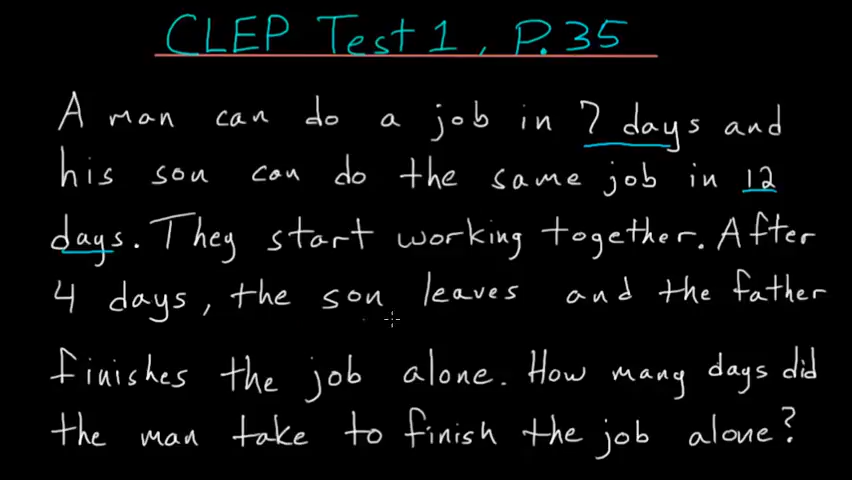 CLEP Test 1, P.35
A man can do a job in 7 days and
his son can do the same job in 12
days. They start working together. After
4 days, the son leaves and the father
finishes the job alone. How many days did
the man take to finish the job alone?